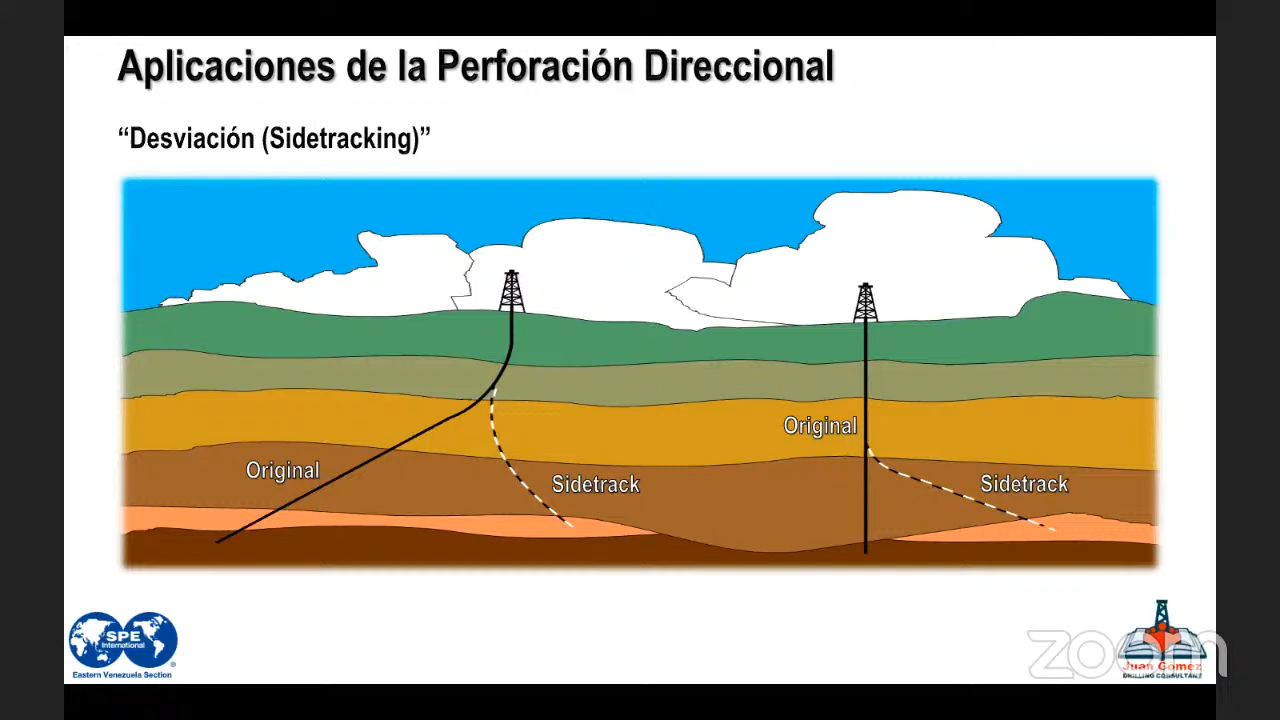 Aplicaciones de la Perforación Direccional
“Desviación (Sidetracking)”
Original
Sidetrack
Original
Sidetrack
SPE
International
Eastern Venezuela Section
zoom
Juan Gómez
DRILLING CONSULTANT